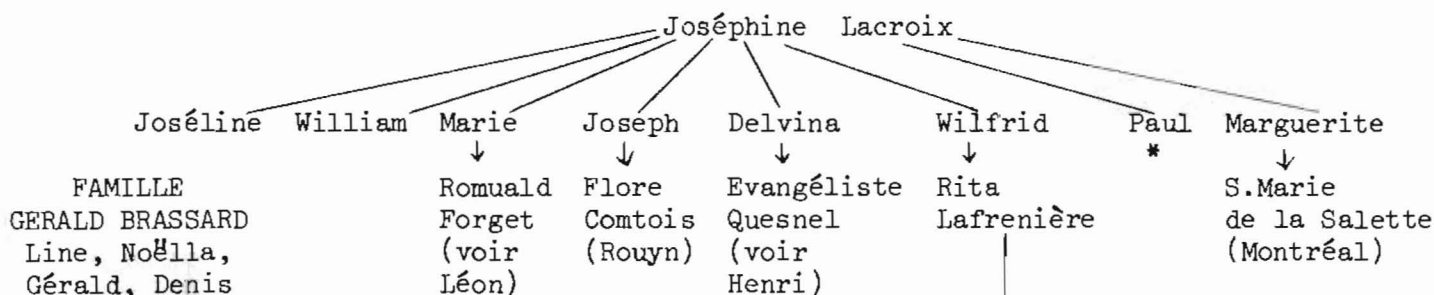 Joséphine Lacroix
Joséline William Marie Joseph Delvina Wilfrid Paul Marguerite
*
FAMILLE Romuald Flore Evangéliste Rita S.Marie
GERALD BRASSARD Forget Comtois Quesnel Lafrenière de la Salette
Line, Noëlla, (voir (Rouyn) (voir (Montréal)
Gérald, Denis Léon) Henri)